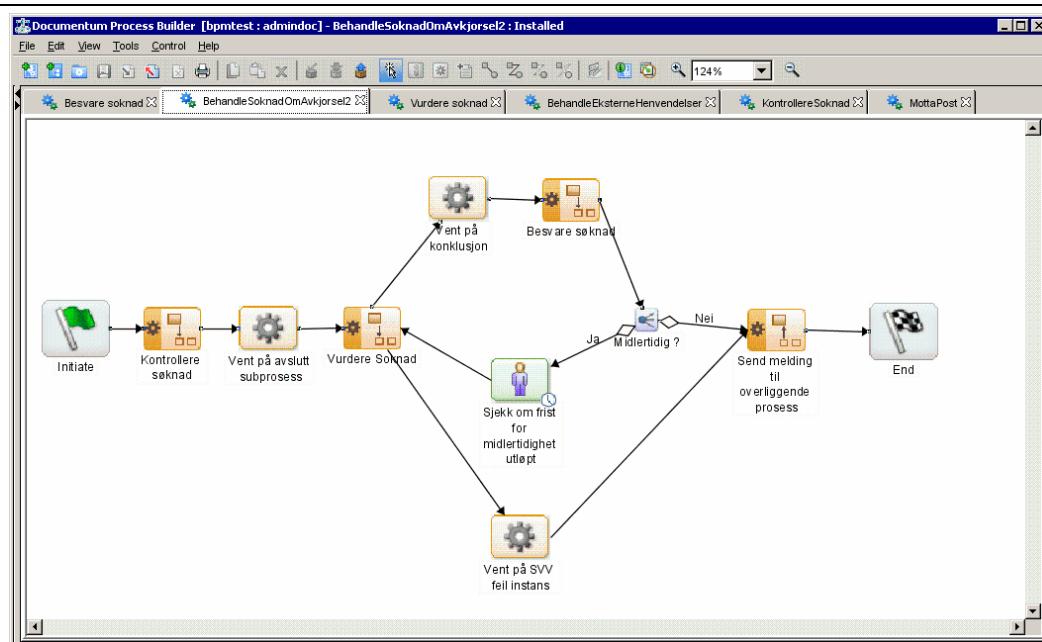 Documentum Process Builder [bpmtest : admindoc] - BehandleSoknadOmAvkjorsel2 : Installed
File Edit View Tools Control Help
124%
Besvare soknad BehandleSoknadOmAvkjorsel2 Vurdere soknad BehandleEksterneHenvendelser KontrollereSoknad MottaPost
Vent på
konklusjon
Besvare søknad
Initiate
Kontrollere
søknad
Vent på avslutt
subprosess
Vurdere Soknad
Ja
Midlertidig ?
Nei
Send melding
til
overliggende
prosess
End
Sjekk om frist
for
midlertidighet
utløpt
Vent på SVV
feil instans